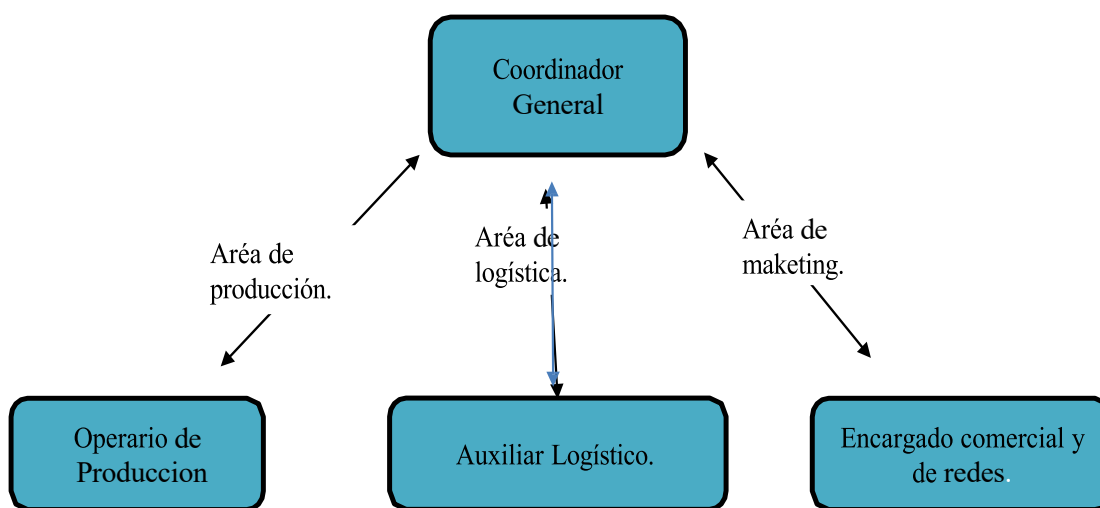 Coordinador
General
Aréa de
producción.
Aréa de
logística.
Aréa de
maketing.
Operario de
Produccion
Auxiliar Logístico.
Encargado comercial y
de redes.